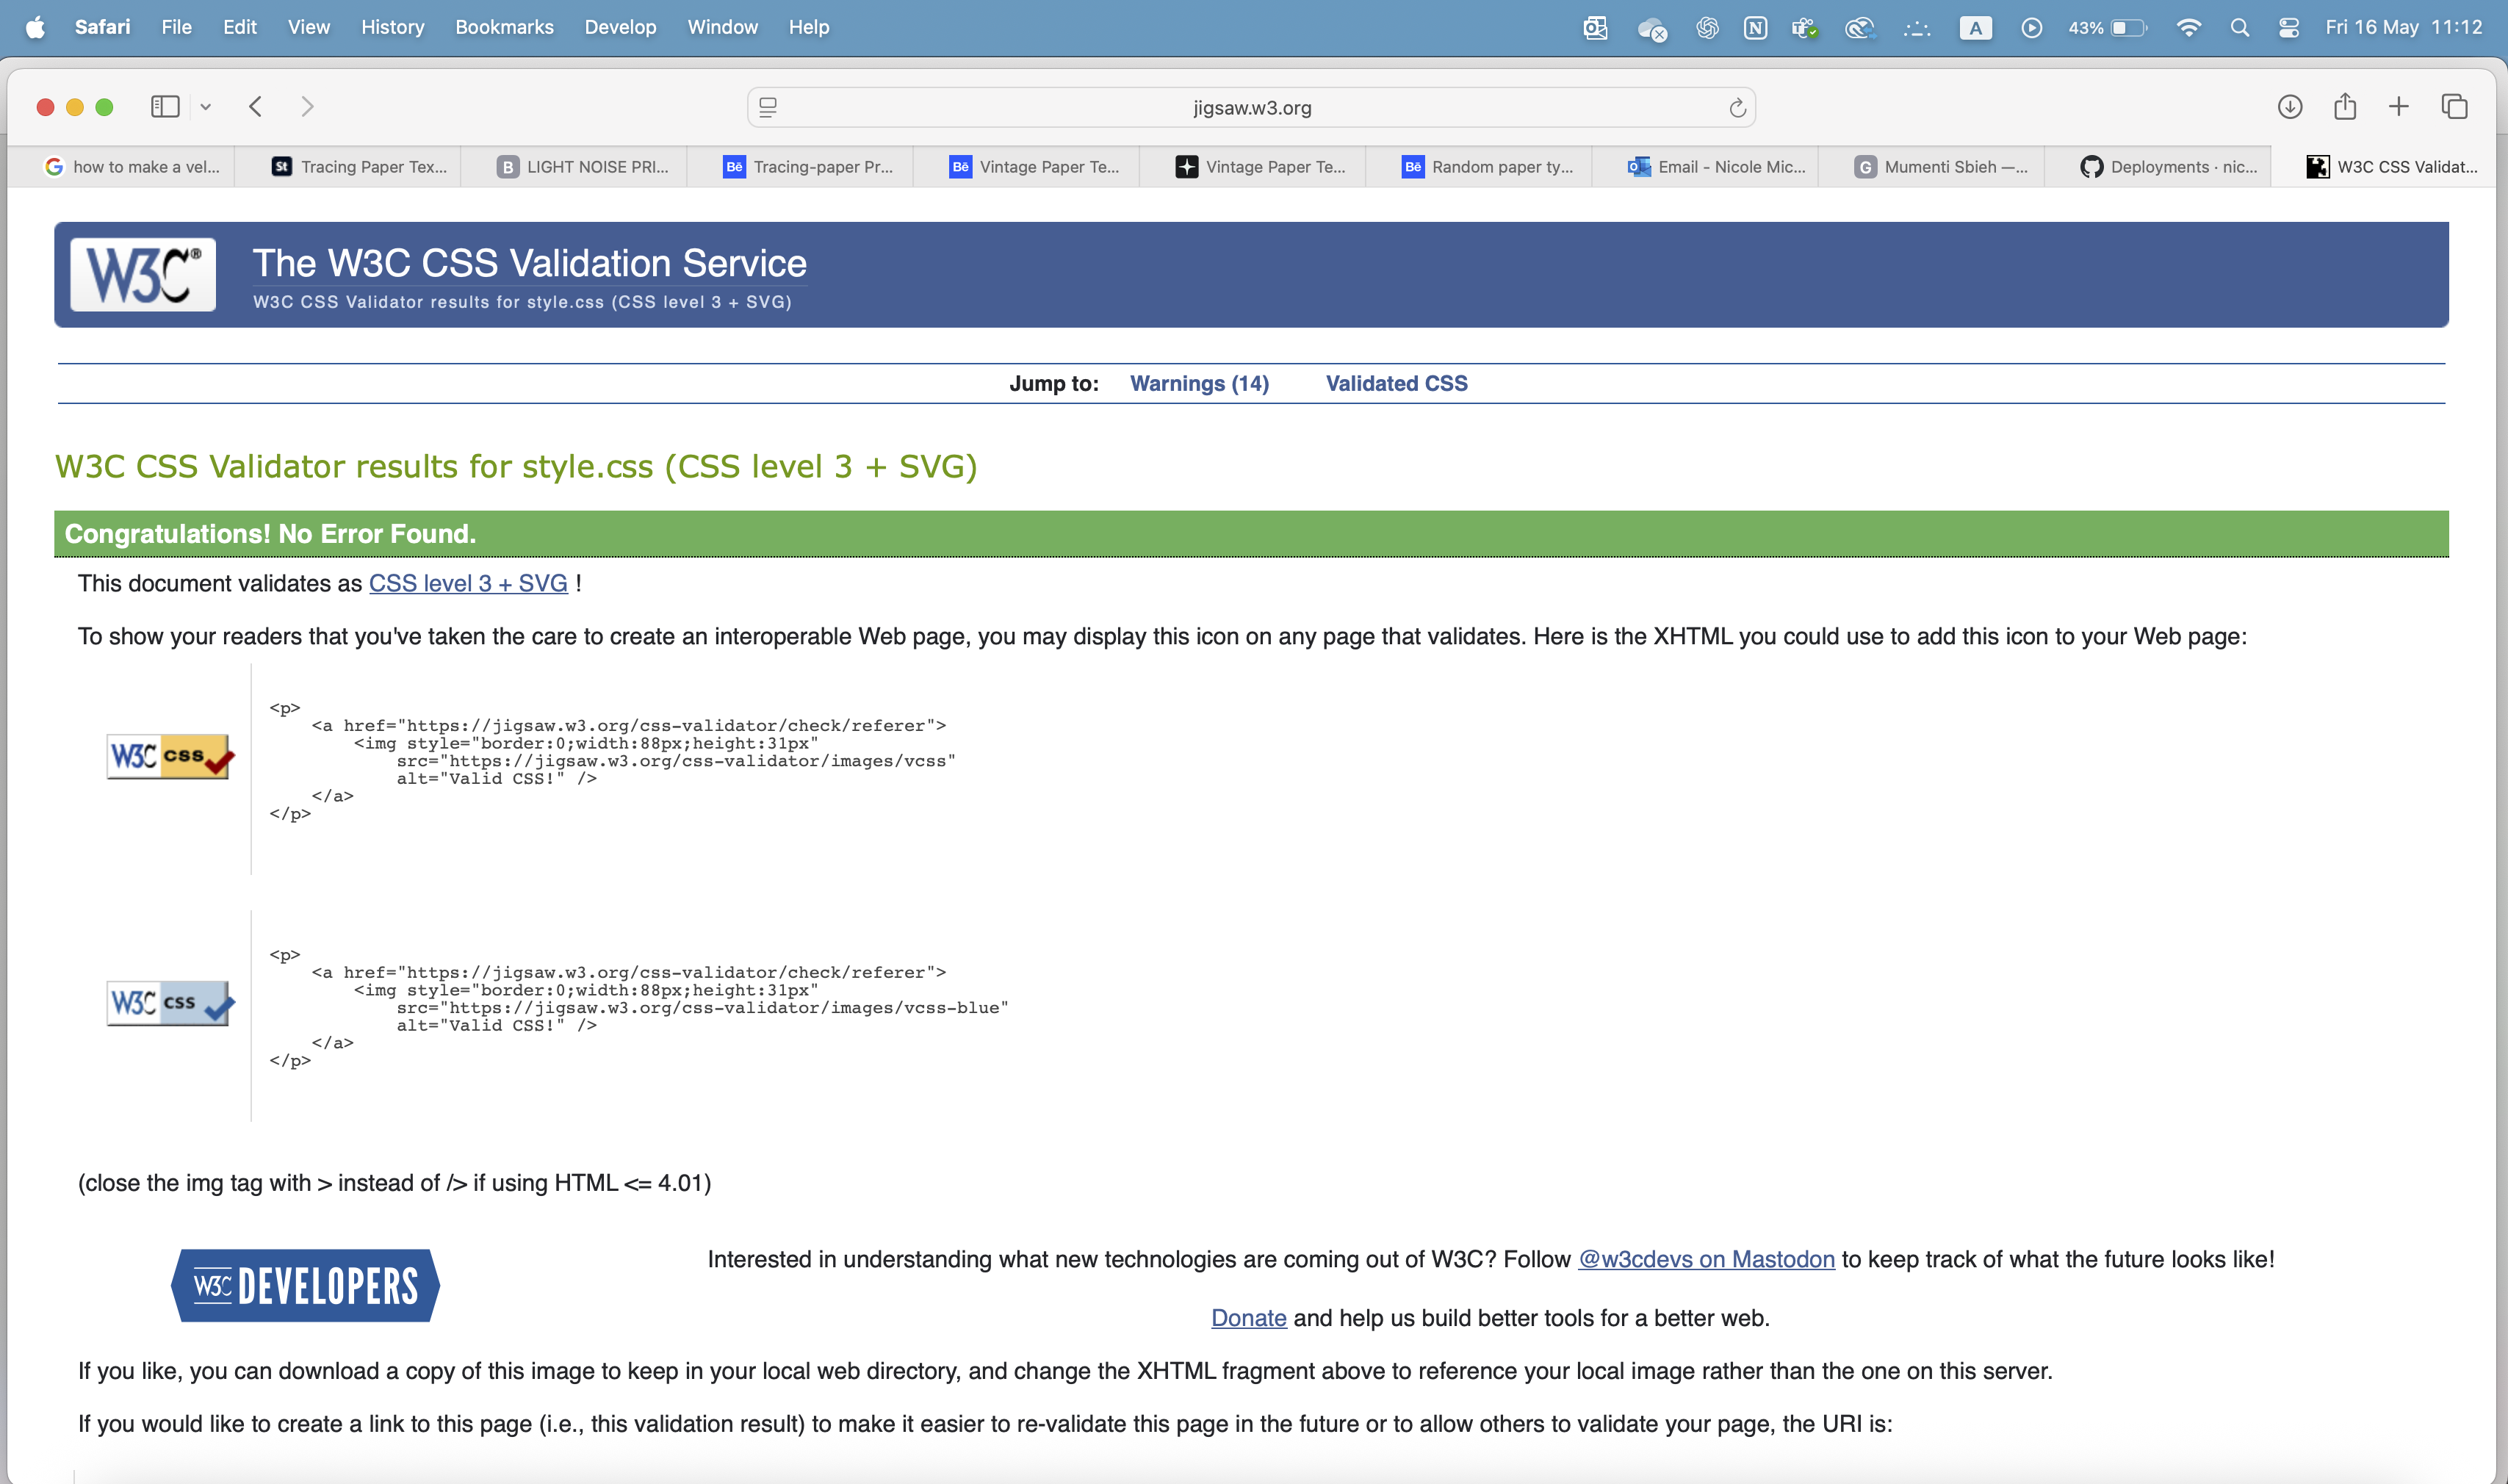 Safari File Edit View History Bookmarks Develop Window Help
N A 43% Fri 16 May 11:12
jigsaw.w3.org
G how to make a vel...
St Tracing Paper Tex...
B LIGHT NOISE PRI...
Bē Tracing-paper Pr...
Bē Vintage Paper Te...
Vintage Paper Te...
Bē Random paper ty...
Email - Nicole Mic...
G Mumenti Sbieh —...
Deployments · nic...
W3C CSS Validat...
W3C®
The W3C CSS Validation Service
W3C CSS Validator results for style.css (CSS level 3 + SVG)
Jump to: Warnings (14) Validated CSS
W3C CSS Validator results for style.css (CSS level 3 + SVG)
Congratulations! No Error Found.
This document validates as CSS level 3 + SVG !
To show your readers that you've taken the care to create an interoperable Web page, you may display this icon on any page that validates. Here is the XHTML you could use to add this icon to your Web page:
W3C css
<p>
<a href="https://jigsaw.w3.org/css-validator/check/referer">
<img style="border:0;width:88px;height:31px"
src="https://jigsaw.w3.org/css-validator/images/vcss"
alt="Valid CSS!" />
</a>
</p>
W3C css
<p>
<a href="https://jigsaw.w3.org/css-validator/check/referer">
<img style="border:0;width:88px;height:31px"
src="https://jigsaw.w3.org/css-validator/images/vcss-blue"
alt="Valid CSS!" />
</a>
</p>
(close the img tag with > instead of /> if using HTML <= 4.01)
W3C DEVELOPERS
Interested in understanding what new technologies are coming out of W3C? Follow @w3cdevs on Mastodon to keep track of what the future looks like!
Donate and help us build better tools for a better web.
If you like, you can download a copy of this image to keep in your local web directory, and change the XHTML fragment above to reference your local image rather than the one on this server.
If you would like to create a link to this page (i.e., this validation result) to make it easier to re-validate this page in the future or to allow others to validate your page, the URI is: